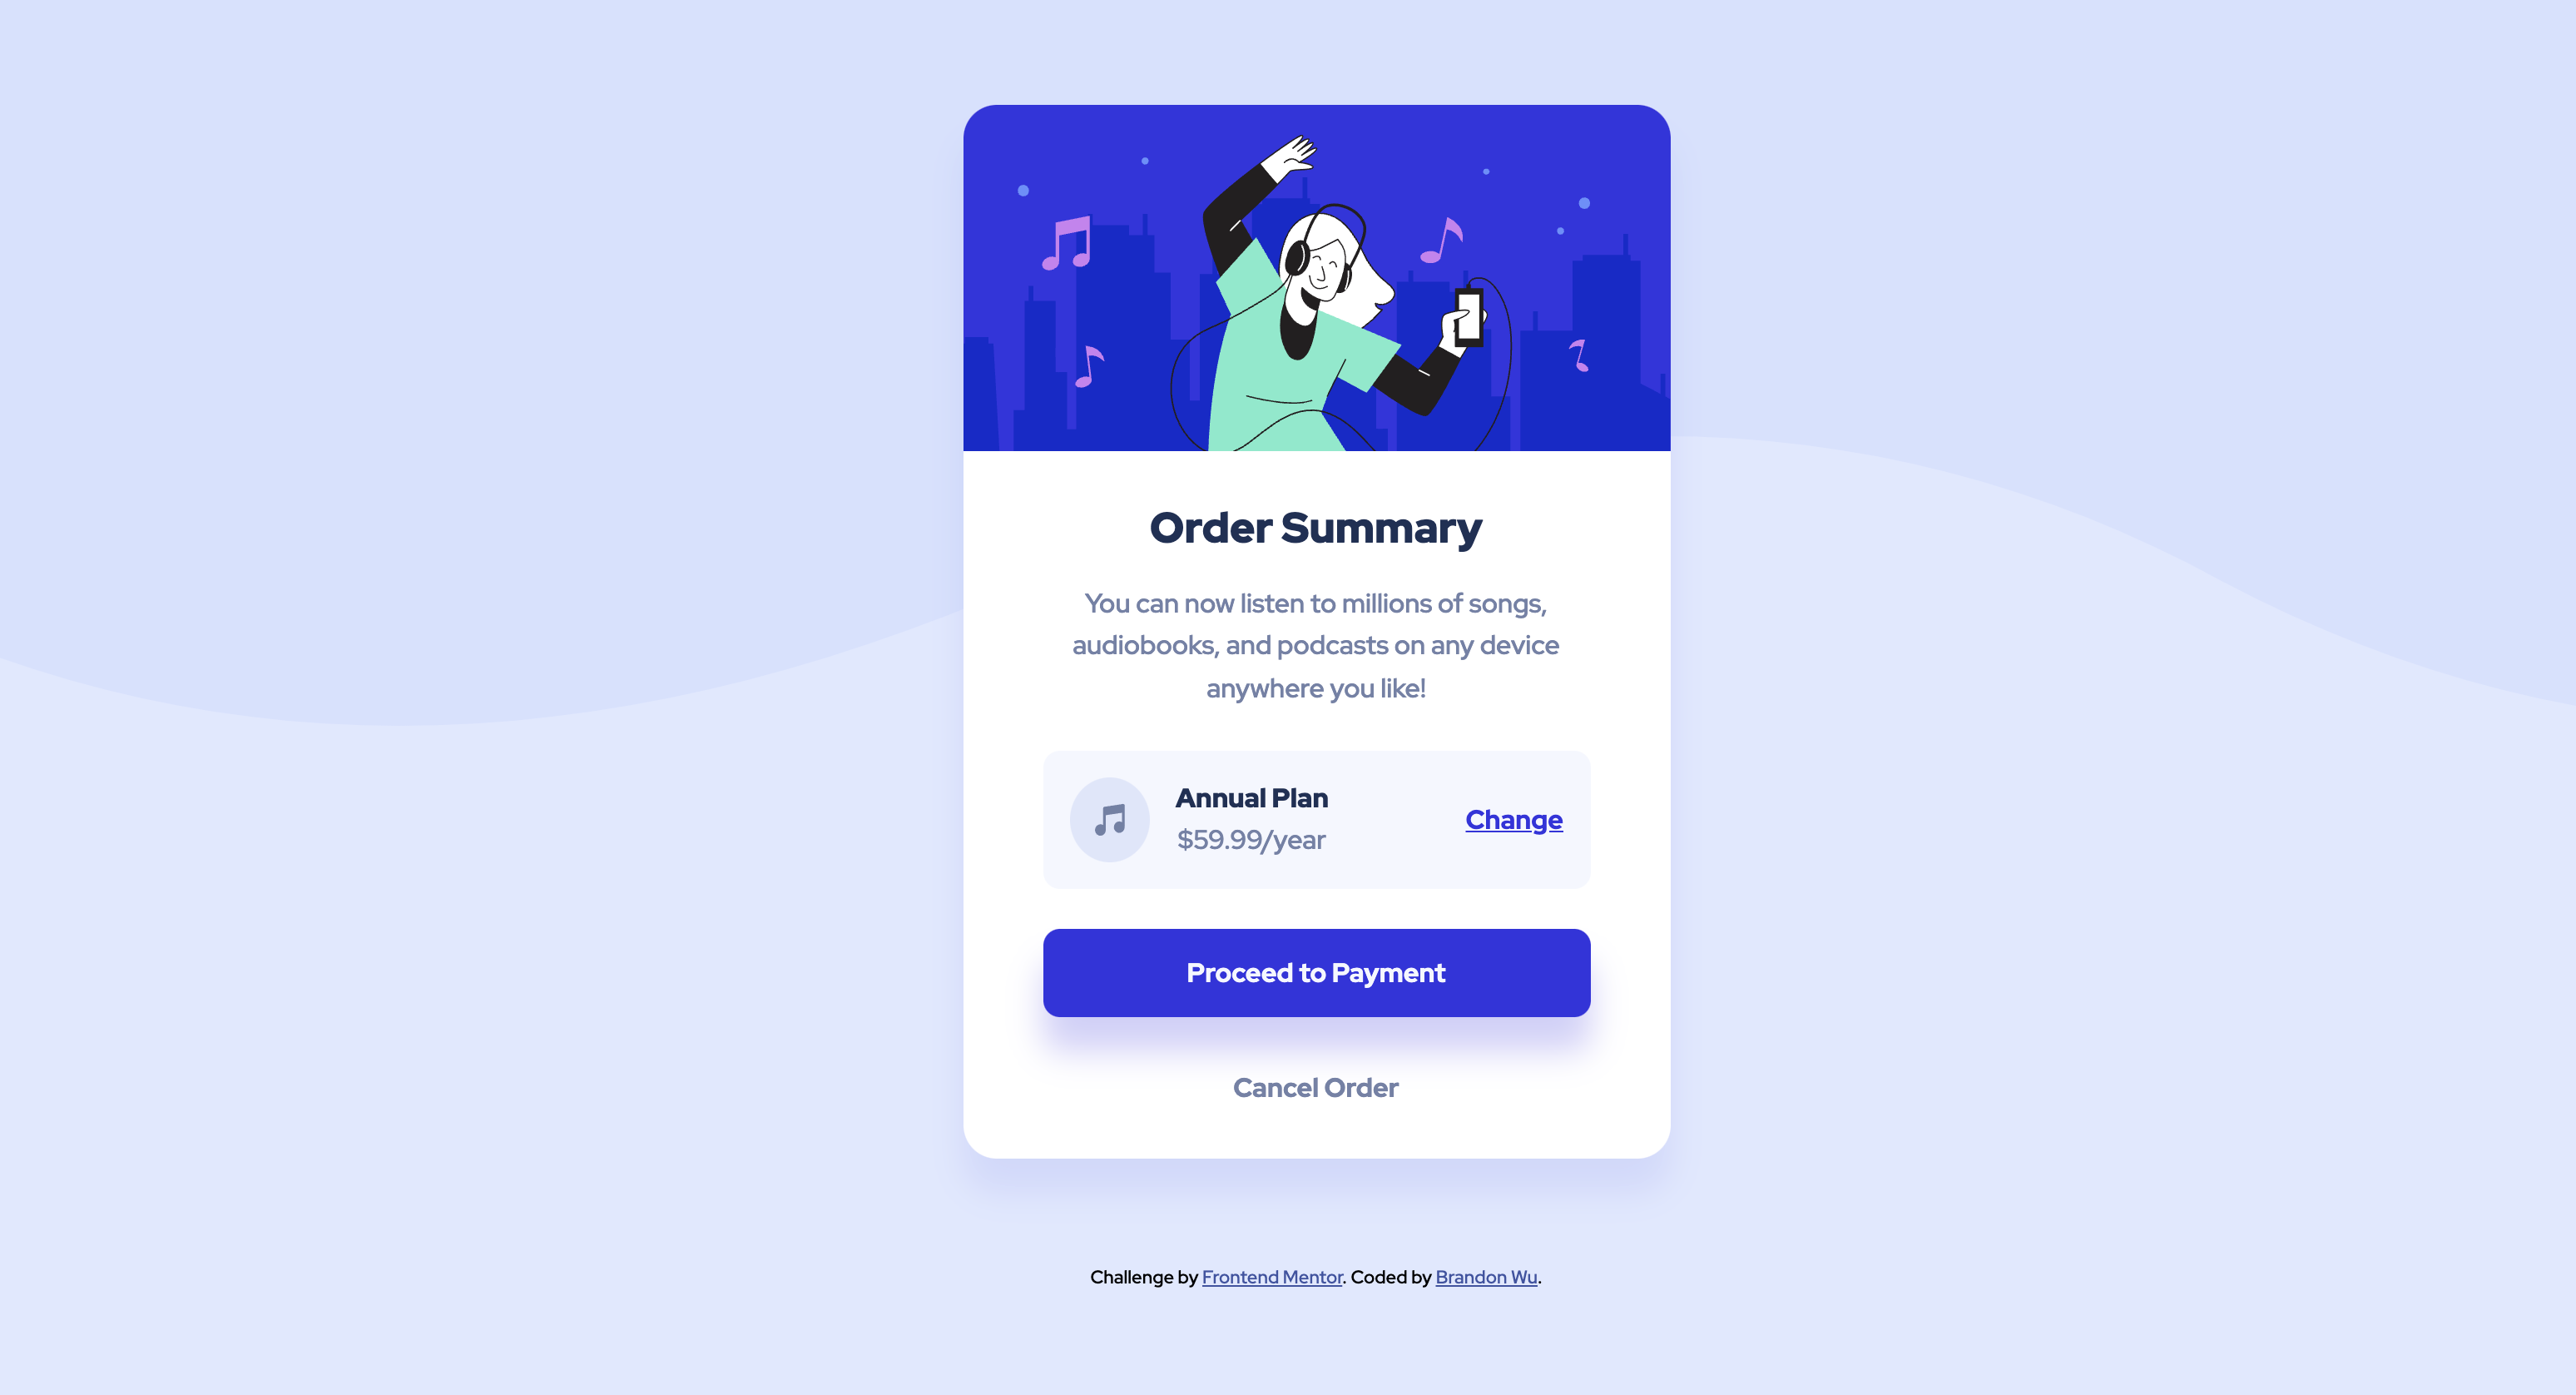 Order Summary
You can now listen to millions of songs,
audiobooks, and podcasts on any device
anywhere you like!
Annual Plan
$59.99/year
Change
Proceed to Payment
Cancel Order
Challenge by Frontend Mentor. Coded by Brandon Wu.